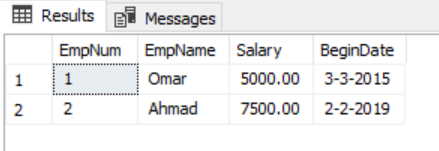 Results Messages
EmpNum EmpName Salary BeginDate
1 1 Omar 5000.00 3-3-2015
2 2 Ahmad 7500.00 2-2-2019